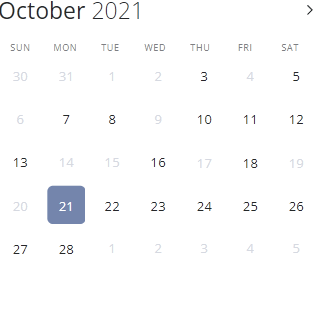 October 2021
SUN MON TUE WED THU FRI SAT
30 31 1 2 3 4 5
6 7 8 9 10 11 12
13 14 15 16 17 18 19
20 21 22 23 24 25 26
27 28 1 2 3 4 5